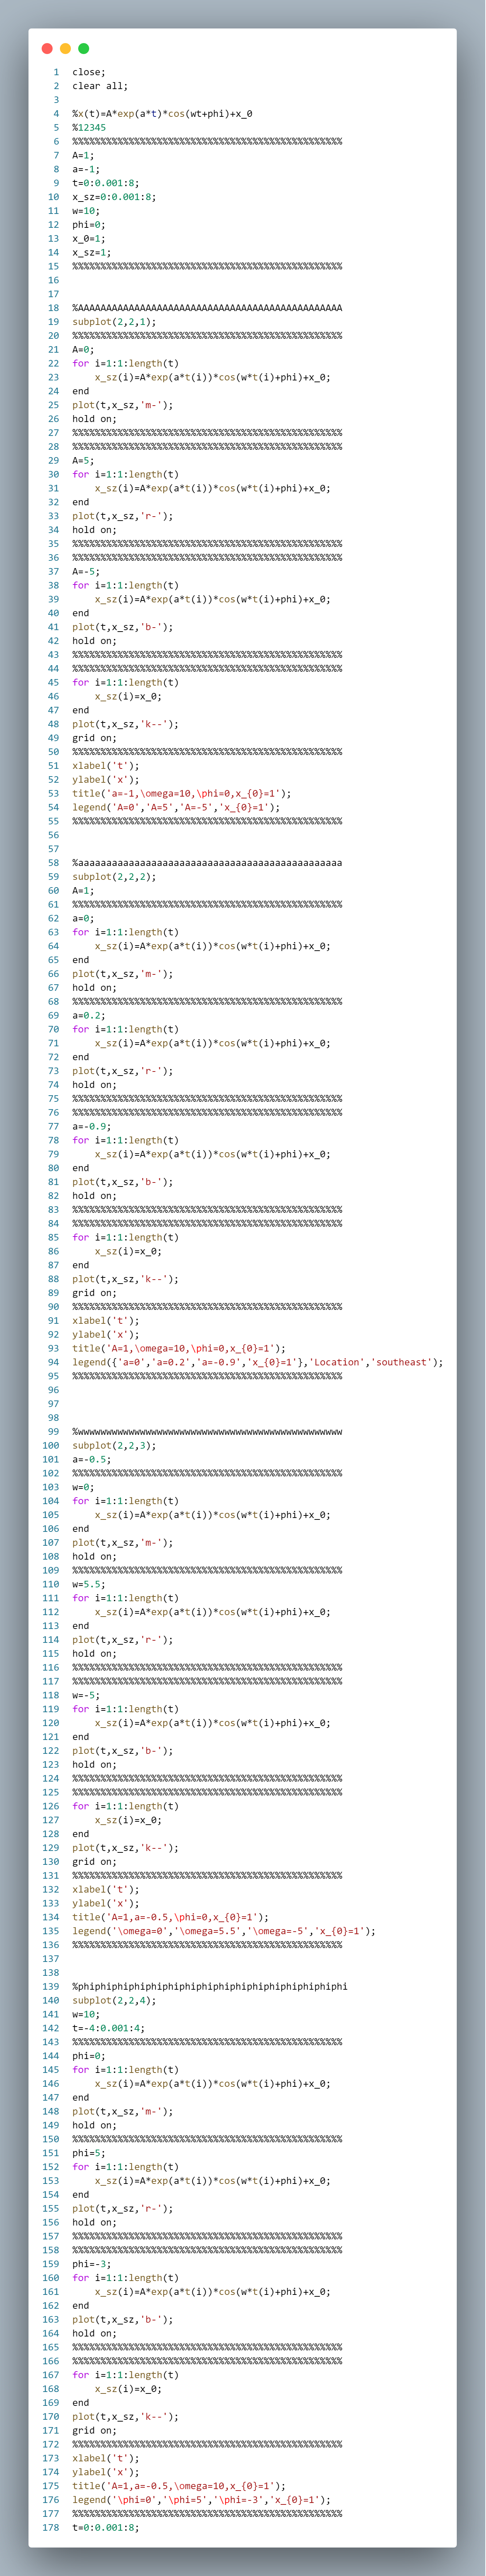 1 close;
2 clear all;
3
4 %x(t)=A*exp(a*t)*cos(wt+phi)+x_0
5 %12345
6 %%%%%%%%%%%%%%%%%%%%%%%%%%%%%%%%%%%%%%%%%%%%%%%%
7 A=1;
8 a=-1;
9 t=0:0.001:8;
10 x_sz=0:0.001:8;
11 w=10;
12 phi=0;
13 x_0=1;
14 x_sz=1;
15 %%%%%%%%%%%%%%%%%%%%%%%%%%%%%%%%%%%%%%%%%%%%%%%%
16
17
18 %AAAAAAAAAAAAAAAAAAAAAAAAAAAAAAAAAAAAAAAAAAAAAAA
19 subplot(2,2,1);
20 %%%%%%%%%%%%%%%%%%%%%%%%%%%%%%%%%%%%%%%%%%%%%%%%
21 A=0;
22 for i=1:1:length(t)
23     x_sz(i)=A*exp(a*t(i))*cos(w*t(i)+phi)+x_0;
24 end
25 plot(t,x_sz,'m-');
26 hold on;
27 %%%%%%%%%%%%%%%%%%%%%%%%%%%%%%%%%%%%%%%%%%%%%%%%
28 %%%%%%%%%%%%%%%%%%%%%%%%%%%%%%%%%%%%%%%%%%%%%%%%
29 A=5;
30 for i=1:1:length(t)
31     x_sz(i)=A*exp(a*t(i))*cos(w*t(i)+phi)+x_0;
32 end
33 plot(t,x_sz,'r-');
34 hold on;
35 %%%%%%%%%%%%%%%%%%%%%%%%%%%%%%%%%%%%%%%%%%%%%%%%
36 %%%%%%%%%%%%%%%%%%%%%%%%%%%%%%%%%%%%%%%%%%%%%%%%
37 A=-5;
38 for i=1:1:length(t)
39     x_sz(i)=A*exp(a*t(i))*cos(w*t(i)+phi)+x_0;
40 end
41 plot(t,x_sz,'b-');
42 hold on;
43 %%%%%%%%%%%%%%%%%%%%%%%%%%%%%%%%%%%%%%%%%%%%%%%%
44 %%%%%%%%%%%%%%%%%%%%%%%%%%%%%%%%%%%%%%%%%%%%%%%%
45 for i=1:1:length(t)
46     x_sz(i)=x_0;
47 end
48 plot(t,x_sz,'k--');
49 grid on;
50 %%%%%%%%%%%%%%%%%%%%%%%%%%%%%%%%%%%%%%%%%%%%%%%%
51 xlabel('t');
52 ylabel('x');
53 title('a=-1,\omega=10,\phi=0,x_{0}=1');
54 legend('A=0','A=5','A=-5','x_{0}=1');
55 %%%%%%%%%%%%%%%%%%%%%%%%%%%%%%%%%%%%%%%%%%%%%%%%
56
57
58 %aaaaaaaaaaaaaaaaaaaaaaaaaaaaaaaaaaaaaaaaaaaaaaa
59 subplot(2,2,2);
60 A=1;
61 %%%%%%%%%%%%%%%%%%%%%%%%%%%%%%%%%%%%%%%%%%%%%%%%
62 a=0;
63 for i=1:1:length(t)
64     x_sz(i)=A*exp(a*t(i))*cos(w*t(i)+phi)+x_0;
65 end
66 plot(t,x_sz,'m-');
67 hold on;
68 %%%%%%%%%%%%%%%%%%%%%%%%%%%%%%%%%%%%%%%%%%%%%%%%
69 a=0.2;
70 for i=1:1:length(t)
71     x_sz(i)=A*exp(a*t(i))*cos(w*t(i)+phi)+x_0;
72 end
73 plot(t,x_sz,'r-');
74 hold on;
75 %%%%%%%%%%%%%%%%%%%%%%%%%%%%%%%%%%%%%%%%%%%%%%%%
76 %%%%%%%%%%%%%%%%%%%%%%%%%%%%%%%%%%%%%%%%%%%%%%%%
77 a=-0.9;
78 for i=1:1:length(t)
79     x_sz(i)=A*exp(a*t(i))*cos(w*t(i)+phi)+x_0;
80 end
81 plot(t,x_sz,'b-');
82 hold on;
83 %%%%%%%%%%%%%%%%%%%%%%%%%%%%%%%%%%%%%%%%%%%%%%%%
84 %%%%%%%%%%%%%%%%%%%%%%%%%%%%%%%%%%%%%%%%%%%%%%%%
85 for i=1:1:length(t)
86     x_sz(i)=x_0;
87 end
88 plot(t,x_sz,'k--');
89 grid on;
90 %%%%%%%%%%%%%%%%%%%%%%%%%%%%%%%%%%%%%%%%%%%%%%%%
91 xlabel('t');
92 ylabel('x');
93 title('A=1,\omega=10,\phi=0,x_{0}=1');
94 legend({'a=0','a=0.2','a=-0.9','x_{0}=1'},'Location','southeast');
95 %%%%%%%%%%%%%%%%%%%%%%%%%%%%%%%%%%%%%%%%%%%%%%%%
96
97
98
99 %wwwwwwwwwwwwwwwwwwwwwwwwwwwwwwwwwwwwwwwwwwwwwww
100 subplot(2,2,3);
101 a=-0.5;
102 %%%%%%%%%%%%%%%%%%%%%%%%%%%%%%%%%%%%%%%%%%%%%%%%
103 w=0;
104 for i=1:1:length(t)
105     x_sz(i)=A*exp(a*t(i))*cos(w*t(i)+phi)+x_0;
106 end
107 plot(t,x_sz,'m-');
108 hold on;
109 %%%%%%%%%%%%%%%%%%%%%%%%%%%%%%%%%%%%%%%%%%%%%%%%
110 w=5.5;
111 for i=1:1:length(t)
112     x_sz(i)=A*exp(a*t(i))*cos(w*t(i)+phi)+x_0;
113 end
114 plot(t,x_sz,'r-');
115 hold on;
116 %%%%%%%%%%%%%%%%%%%%%%%%%%%%%%%%%%%%%%%%%%%%%%%%
117 %%%%%%%%%%%%%%%%%%%%%%%%%%%%%%%%%%%%%%%%%%%%%%%%
118 w=-5;
119 for i=1:1:length(t)
120     x_sz(i)=A*exp(a*t(i))*cos(w*t(i)+phi)+x_0;
121 end
122 plot(t,x_sz,'b-');
123 hold on;
124 %%%%%%%%%%%%%%%%%%%%%%%%%%%%%%%%%%%%%%%%%%%%%%%%
125 %%%%%%%%%%%%%%%%%%%%%%%%%%%%%%%%%%%%%%%%%%%%%%%%
126 for i=1:1:length(t)
127     x_sz(i)=x_0;
128 end
129 plot(t,x_sz,'k--');
130 grid on;
131 %%%%%%%%%%%%%%%%%%%%%%%%%%%%%%%%%%%%%%%%%%%%%%%%
132 xlabel('t');
133 ylabel('x');
134 title('A=1,a=-0.5,\phi=0,x_{0}=1');
135 legend('\omega=0','\omega=5.5','\omega=-5','x_{0}=1');
136 %%%%%%%%%%%%%%%%%%%%%%%%%%%%%%%%%%%%%%%%%%%%%%%%
137
138
139 %phiphiphiphiphiphiphiphiphiphiphiphiphiphiphiphi
140 subplot(2,2,4);
141 w=10;
142 t=-4:0.001:4;
143 %%%%%%%%%%%%%%%%%%%%%%%%%%%%%%%%%%%%%%%%%%%%%%%%
144 phi=0;
145 for i=1:1:length(t)
146     x_sz(i)=A*exp(a*t(i))*cos(w*t(i)+phi)+x_0;
147 end
148 plot(t,x_sz,'m-');
149 hold on;
150 %%%%%%%%%%%%%%%%%%%%%%%%%%%%%%%%%%%%%%%%%%%%%%%%
151 phi=5;
152 for i=1:1:length(t)
153     x_sz(i)=A*exp(a*t(i))*cos(w*t(i)+phi)+x_0;
154 end
155 plot(t,x_sz,'r-');
156 hold on;
157 %%%%%%%%%%%%%%%%%%%%%%%%%%%%%%%%%%%%%%%%%%%%%%%%
158 %%%%%%%%%%%%%%%%%%%%%%%%%%%%%%%%%%%%%%%%%%%%%%%%
159 phi=-3;
160 for i=1:1:length(t)
161     x_sz(i)=A*exp(a*t(i))*cos(w*t(i)+phi)+x_0;
162 end
163 plot(t,x_sz,'b-');
164 hold on;
165 %%%%%%%%%%%%%%%%%%%%%%%%%%%%%%%%%%%%%%%%%%%%%%%%
166 %%%%%%%%%%%%%%%%%%%%%%%%%%%%%%%%%%%%%%%%%%%%%%%%
167 for i=1:1:length(t)
168     x_sz(i)=x_0;
169 end
170 plot(t,x_sz,'k--');
171 grid on;
172 %%%%%%%%%%%%%%%%%%%%%%%%%%%%%%%%%%%%%%%%%%%%%%%%
173 xlabel('t');
174 ylabel('x');
175 title('A=1,a=-0.5,\omega=10,x_{0}=1');
176 legend('\phi=0','\phi=5','\phi=-3','x_{0}=1');
177 %%%%%%%%%%%%%%%%%%%%%%%%%%%%%%%%%%%%%%%%%%%%%%%%
178 t=0:0.001:8;